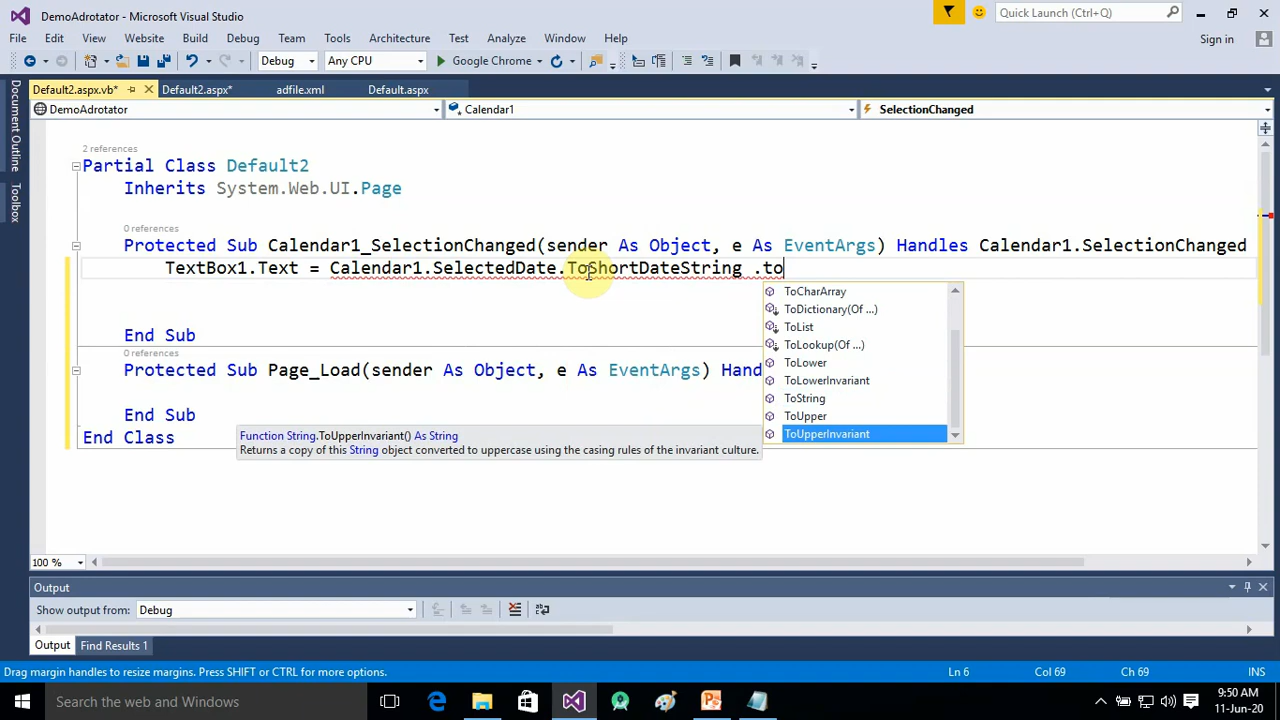 DemoAdrotator - Microsoft Visual Studio
Quick Launch (Ctrl+Q)
File Edit View Website Build Debug Team Tools Architecture Test Analyze Window Help
Sign in
Debug Any CPU Google Chrome
Default2.aspx.vb* Default2.aspx* adfile.xml Default.aspx
DemoAdrotator Calendar1 SelectionChanged
Document Outline
Toolbox
2 references
Partial Class Default2
Inherits System.Web.UI.Page
0 references
Protected Sub Calendar1_SelectionChanged(sender As Object, e As EventArgs) Handles Calendar1.SelectionChanged
TextBox1.Text = Calendar1.SelectedDate.ToShortDateString .to
ToCharArray
ToDictionary(Of ...)
ToList
ToLookup(Of ...)
ToLower
ToLowerInvariant
ToString
ToUpper
ToUpperInvariant
End Sub
0 references
Protected Sub Page_Load(sender As Object, e As EventArgs) Hand
End Sub
End Class
Function String.ToUpperInvariant() As String
Returns a copy of this String object converted to uppercase using the casing rules of the invariant culture.
100 %
Output
Show output from: Debug
Output Find Results 1
Drag margin handles to resize margins. Press SHIFT or CTRL for more options. Ln 6 Col 69 Ch 69 INS
Search the web and Windows
9:50 AM
11-Jun-20